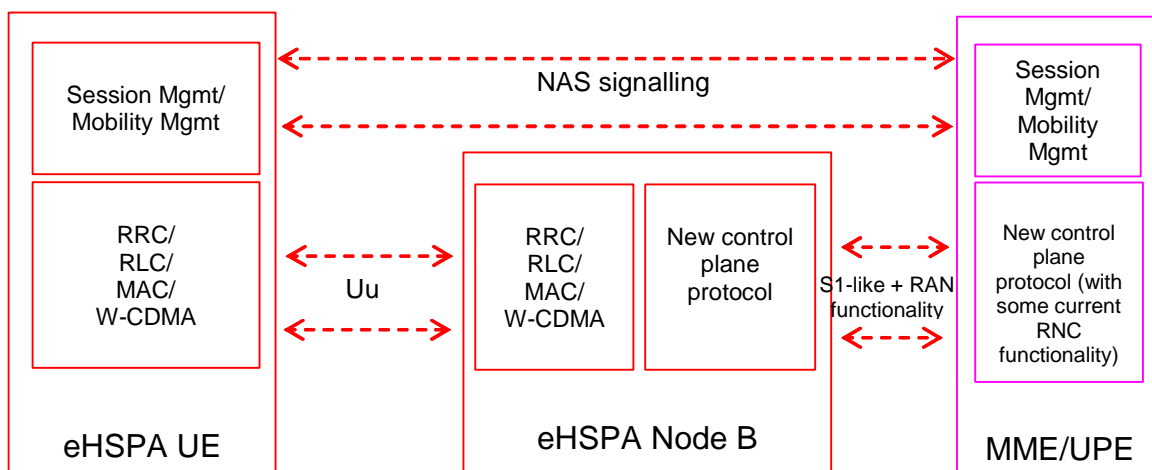 Session Mgmt/
Mobility Mgmt
NAS signalling
Session
Mgmt/
Mobility
Mgmt
RRC/
RLC/
MAC/
W-CDMA
Uu
RRC/
RLC/
MAC/
W-CDMA
New control
plane
protocol
S1-like + RAN
functionality
New control
plane
protocol (with
some current
RNC
functionality)
eHSPA UE
eHSPA Node B
MME/UPE